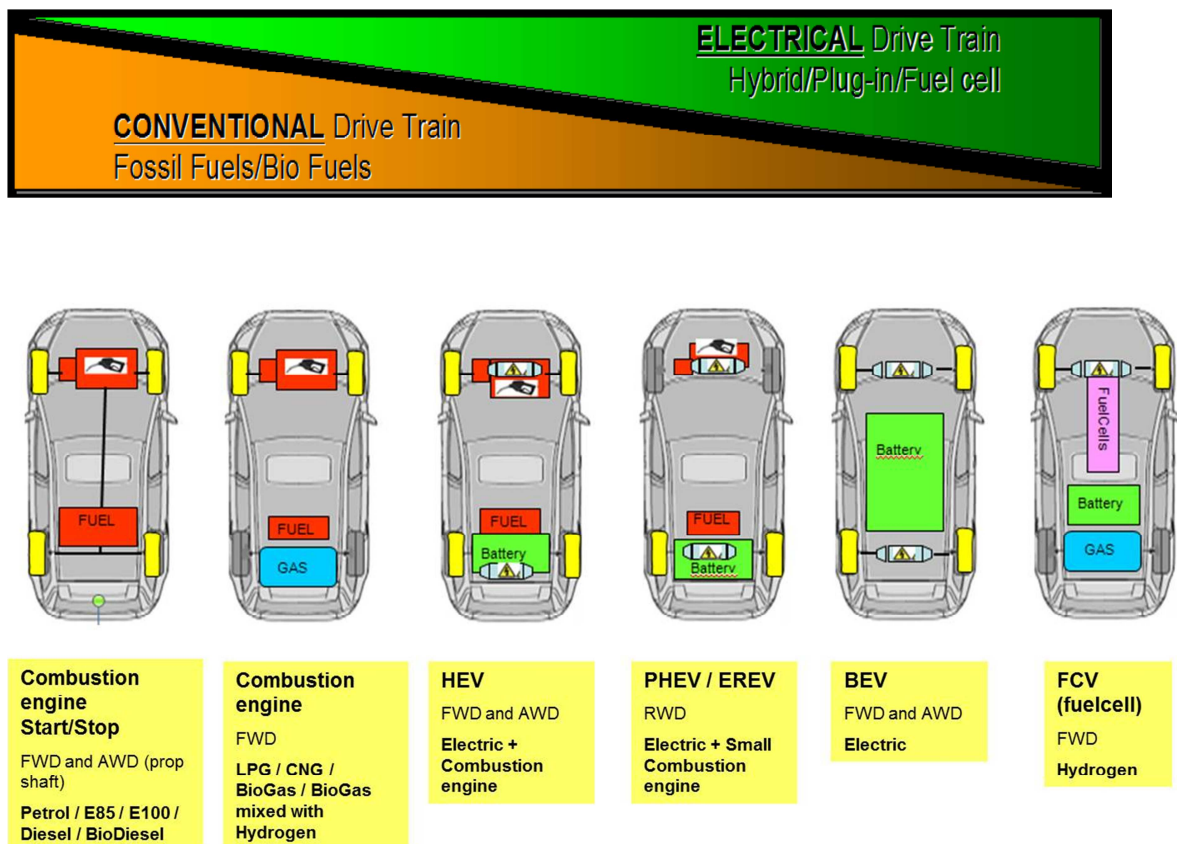 ELECTRICAL Drive Train
Hybrid/Plug-in/Fuel cell
CONVENTIONAL Drive Train
Fossil Fuels/Bio Fuels
FUEL
FUEL
GAS
FUEL
Battery
FUEL
Battery
Battery
FuelCells
Battery
GAS
Combustion
engine
Start/Stop
FWD and AWD (prop
shaft)
Petrol / E85 / E100 /
Diesel / BioDiesel
Combustion
engine
FWD
LPG / CNG /
BioGas / BioGas
mixed with
Hydrogen
HEV
FWD and AWD
Electric +
Combustion
engine
PHEV / EREV
RWD
Electric + Small
Combustion
engine
BEV
FWD and AWD
Electric
FCV
(fuelcell)
FWD
Hydrogen